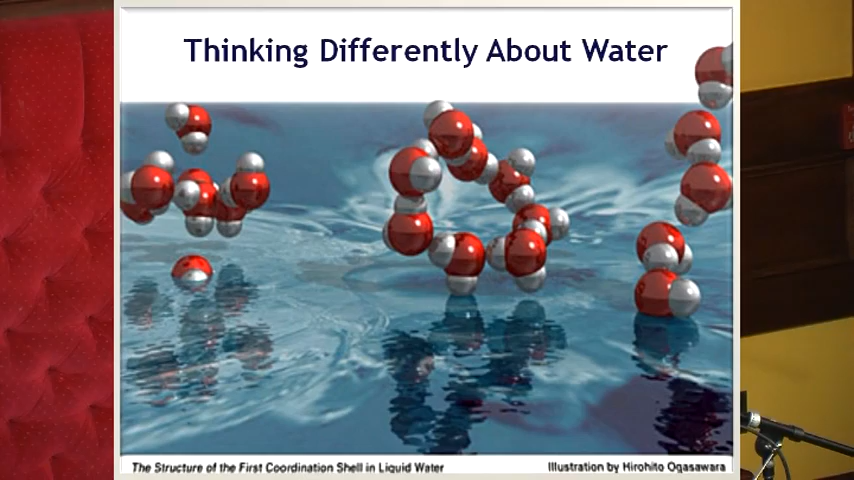 Thinking Differently About Water
The Structure of the First Coordination Shell in Liquid Water
Illustration by Hirohito Ogasawara